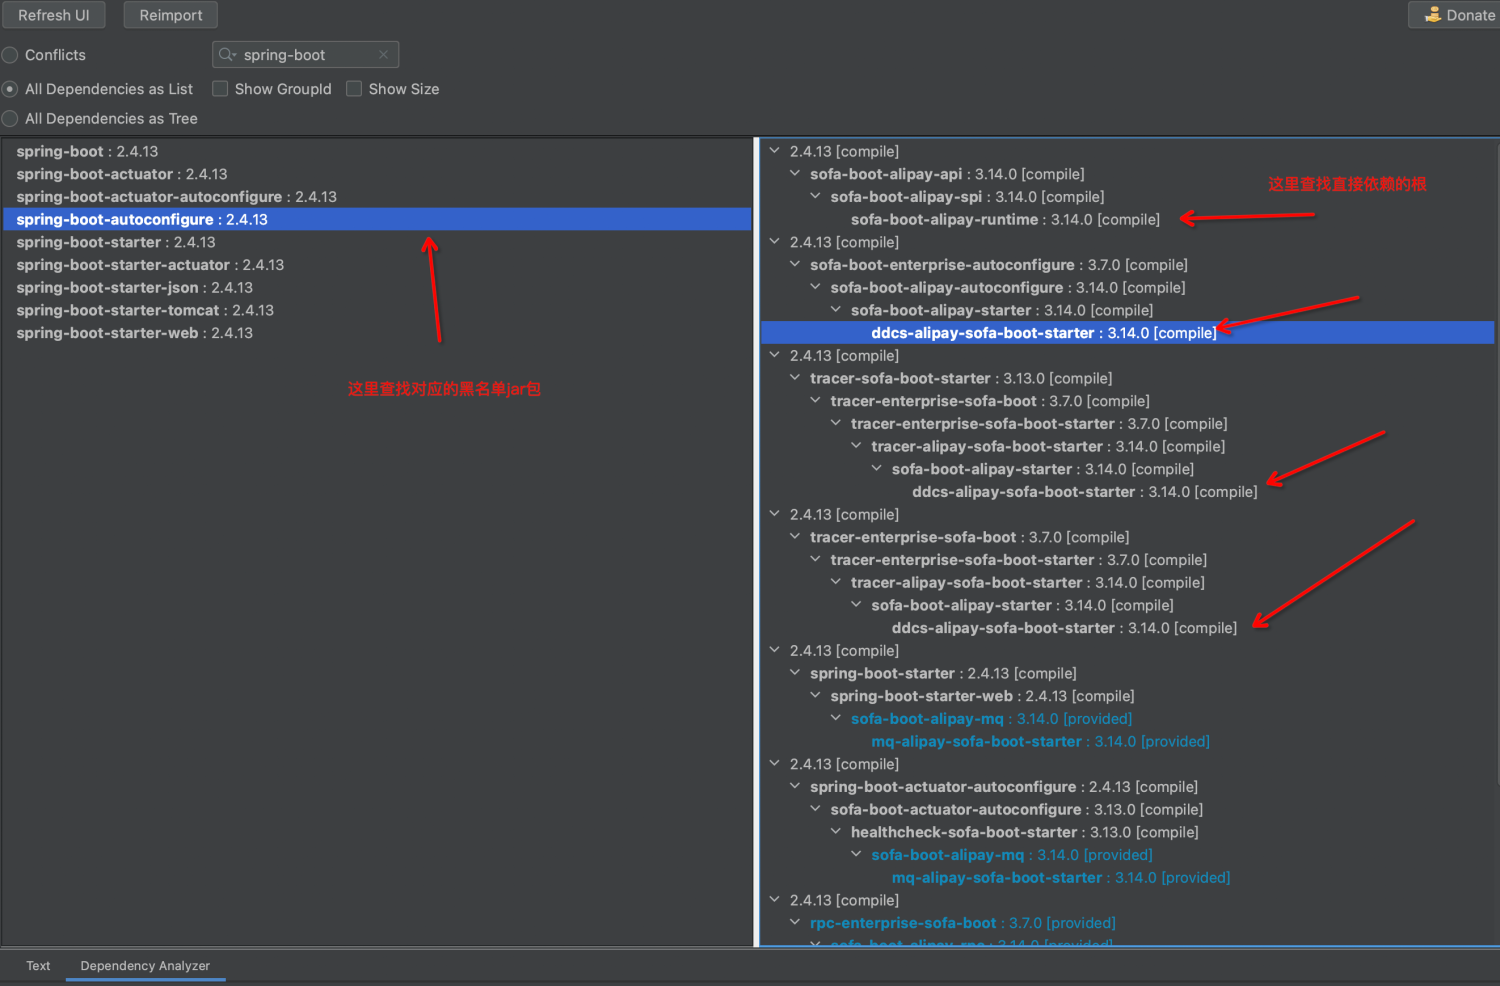 Refresh UI
Reimport
Donate
Conflicts
spring-boot
All Dependencies as List
Show GroupId
Show Size
All Dependencies as Tree
spring-boot : 2.4.13
spring-boot-actuator : 2.4.13
spring-boot-actuator-autoconfigure : 2.4.13
spring-boot-autoconfigure : 2.4.13
spring-boot-starter : 2.4.13
spring-boot-starter-actuator : 2.4.13
spring-boot-starter-json : 2.4.13
spring-boot-starter-tomcat : 2.4.13
spring-boot-starter-web : 2.4.13
这里查找对应的黑名单jar包
2.4.13 [compile]
sofa-boot-alipay-api : 3.14.0 [compile]
这里查找直接依赖的根
sofa-boot-alipay-spi : 3.14.0 [compile]
sofa-boot-alipay-runtime : 3.14.0 [compile]
2.4.13 [compile]
sofa-boot-enterprise-autoconfigure : 3.7.0 [compile]
sofa-boot-alipay-autoconfigure : 3.14.0 [compile]
sofa-boot-alipay-starter : 3.14.0 [compile]
ddcs-alipay-sofa-boot-starter : 3.14.0 [compile]
2.4.13 [compile]
tracer-sofa-boot-starter : 3.13.0 [compile]
tracer-enterprise-sofa-boot : 3.7.0 [compile]
tracer-enterprise-sofa-boot-starter : 3.7.0 [compile]
tracer-alipay-sofa-boot-starter : 3.14.0 [compile]
sofa-boot-alipay-starter : 3.14.0 [compile]
ddcs-alipay-sofa-boot-starter : 3.14.0 [compile]
2.4.13 [compile]
tracer-enterprise-sofa-boot : 3.7.0 [compile]
tracer-enterprise-sofa-boot-starter : 3.7.0 [compile]
tracer-alipay-sofa-boot-starter : 3.14.0 [compile]
sofa-boot-alipay-starter : 3.14.0 [compile]
ddcs-alipay-sofa-boot-starter : 3.14.0 [compile]
2.4.13 [compile]
spring-boot-starter : 2.4.13 [compile]
spring-boot-starter-web : 2.4.13 [compile]
sofa-boot-alipay-mq : 3.14.0 [provided]
mq-alipay-sofa-boot-starter : 3.14.0 [provided]
2.4.13 [compile]
spring-boot-actuator-autoconfigure : 2.4.13 [compile]
sofa-boot-actuator-autoconfigure : 3.13.0 [compile]
healthcheck-sofa-boot-starter : 3.13.0 [compile]
sofa-boot-alipay-mq : 3.14.0 [provided]
mq-alipay-sofa-boot-starter : 3.14.0 [provided]
2.4.13 [compile]
rpc-enterprise-sofa-boot : 3.7.0 [provided]
sofa-boot-alipay-rpc : 3.14.0 [provided]
Text
Dependency Analyzer